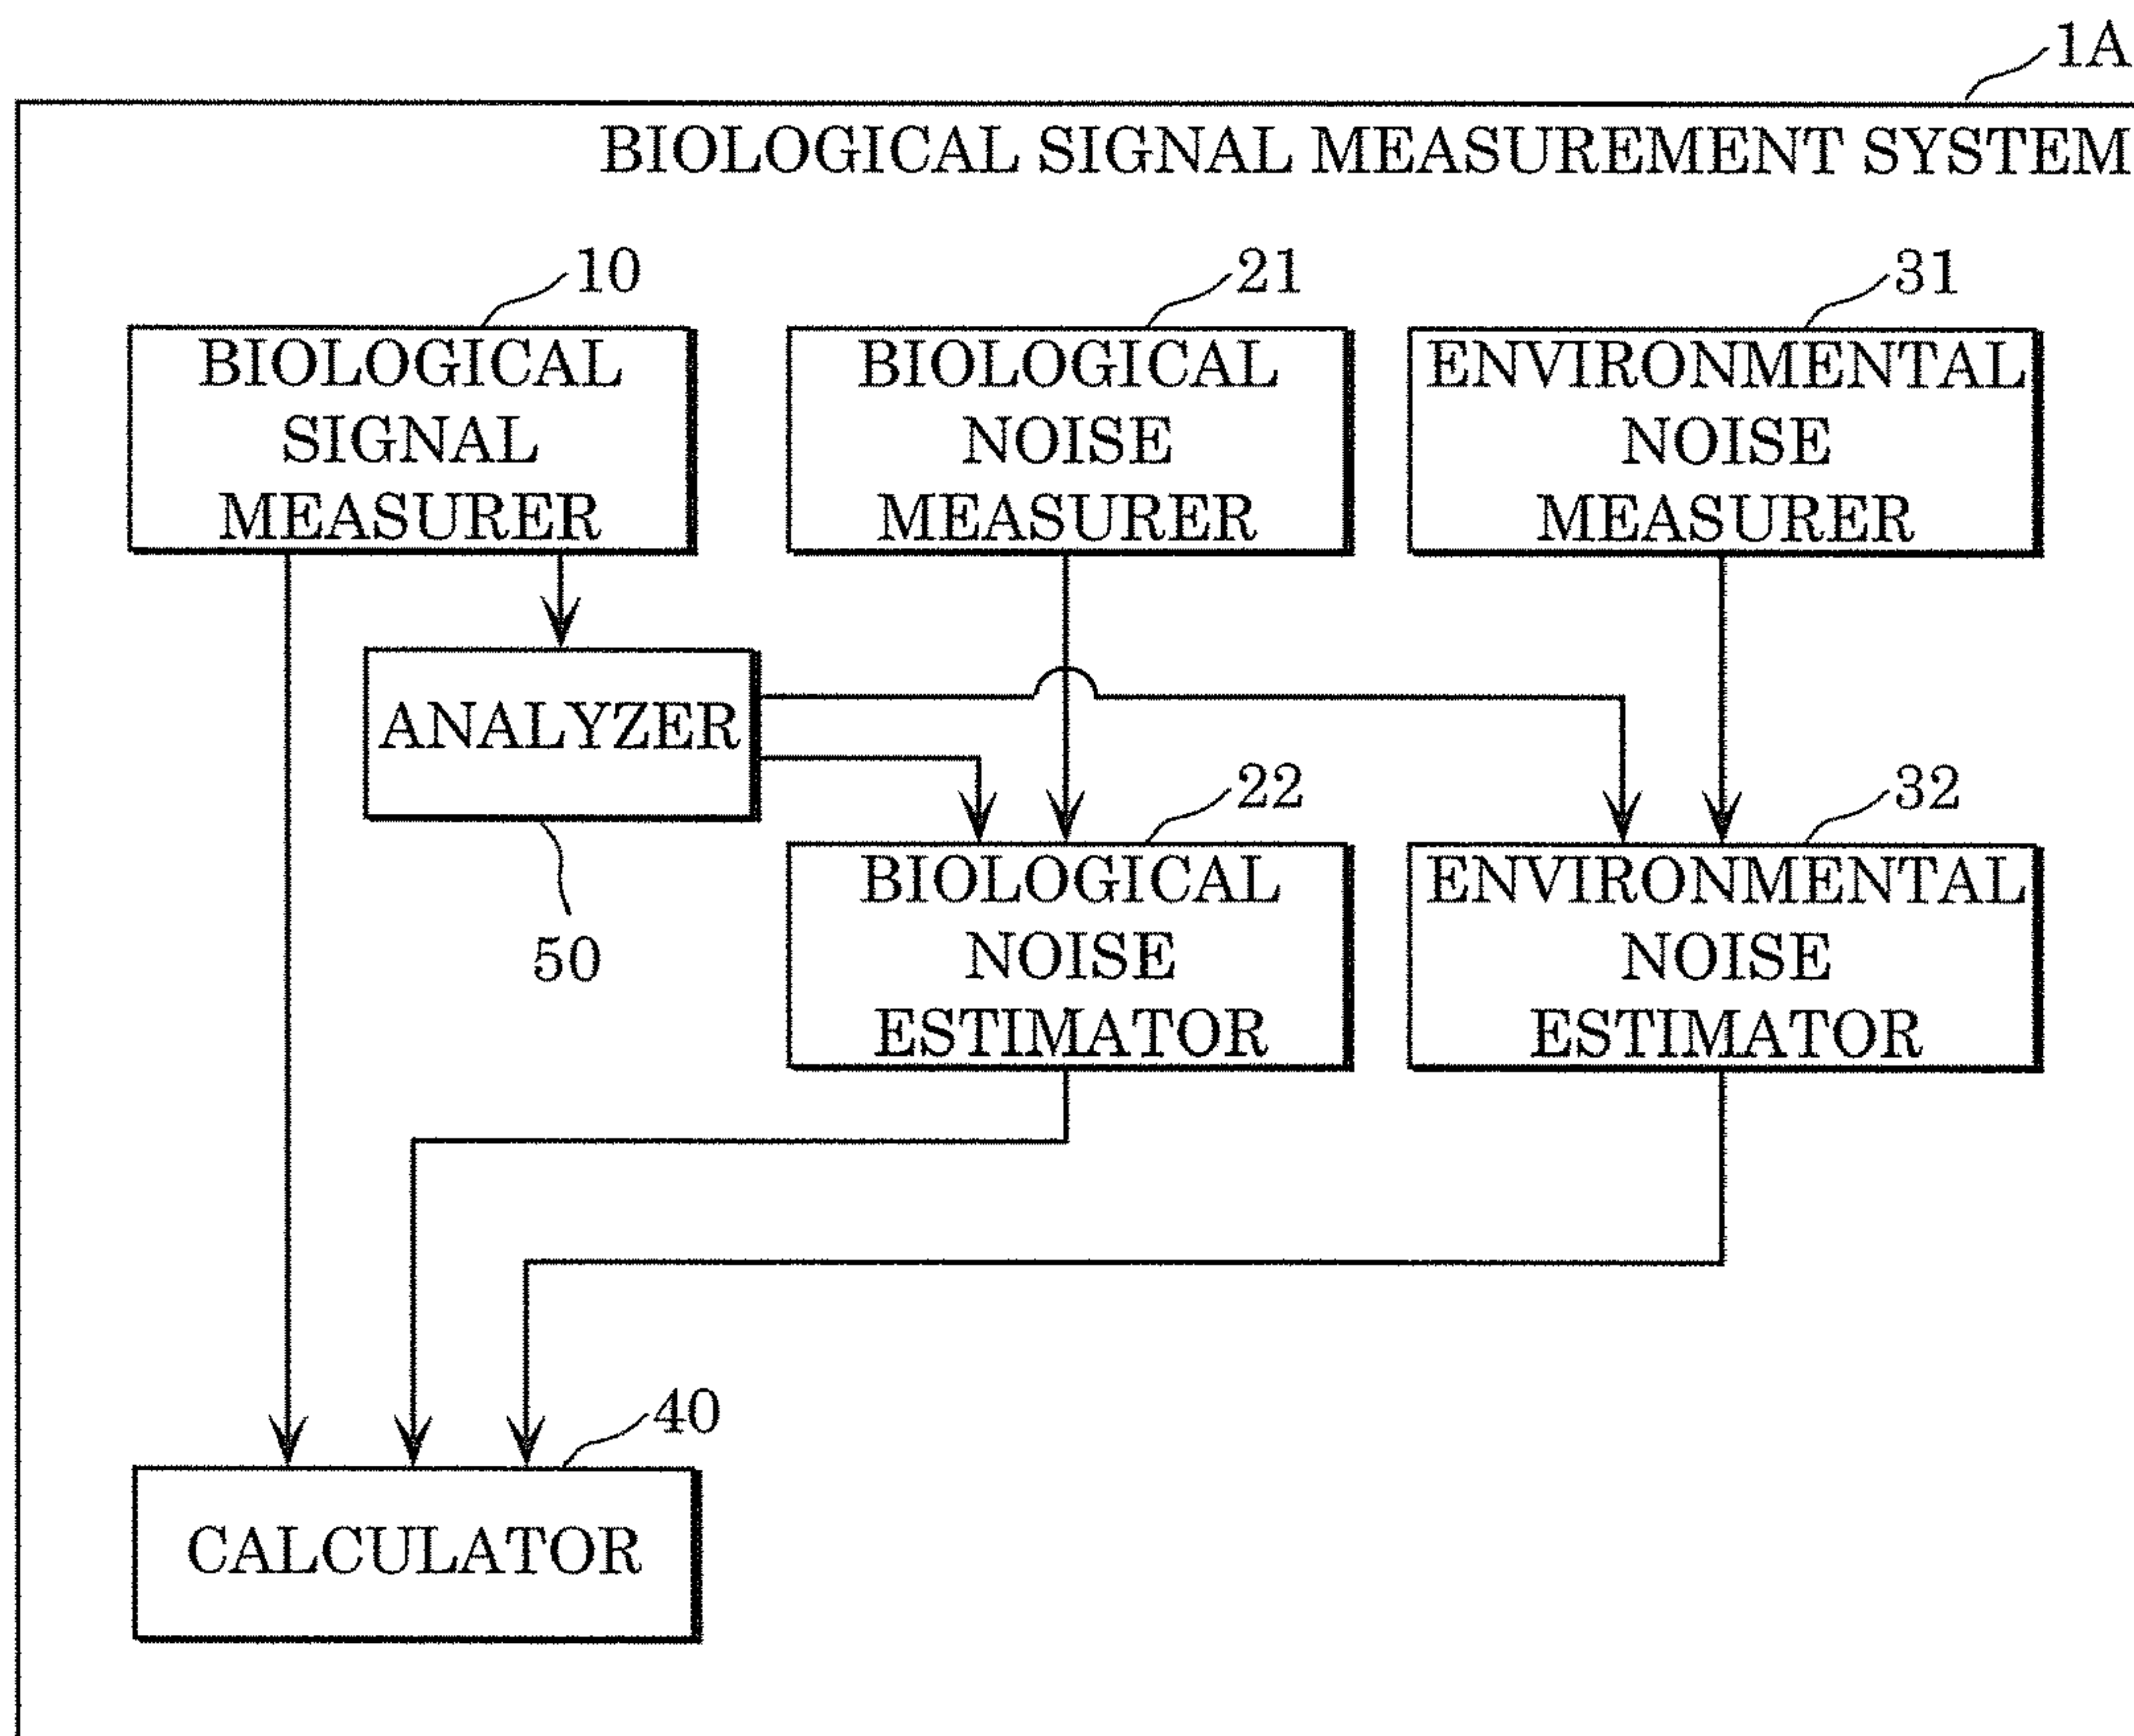 1A
BIOLOGICAL SIGNAL MEASUREMENT SYSTEM
10
BIOLOGICAL
SIGNAL
MEASURER
21
BIOLOGICAL
NOISE
MEASURER
31
ENVIRONMENTAL
NOISE
MEASURER
ANALYZER
50
22
BIOLOGICAL
NOISE
ESTIMATOR
32
ENVIRONMENTAL
NOISE
ESTIMATOR
40
CALCULATOR